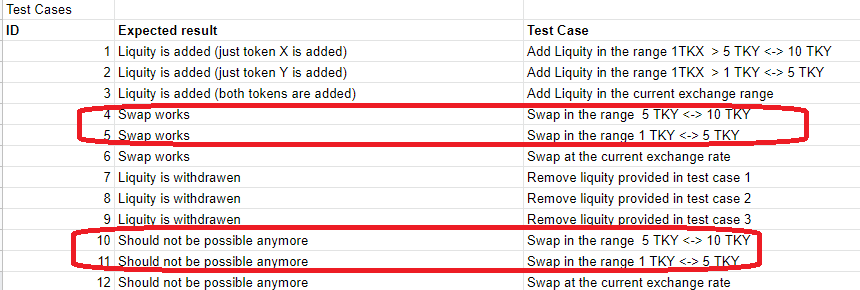 Test Cases
ID Expected result Test Case
1 Liquity is added (just token X is added) Add Liquity in the range 1TKX > 5 TKY <-> 10 TKY
2 Liquity is added (just token Y is added) Add Liquity in the range 1TKX > 1 TKY <-> 5 TKY
3 Liquity is added (both tokens are added) Add Liquity in the current exchange range
4 Swap works Swap in the range 5 TKY <-> 10 TKY
5 Swap works Swap in the range 1 TKY <-> 5 TKY
6 Swap works Swap at the current exchange rate
7 Liquity is withdrawen Remove liquity provided in test case 1
8 Liquity is withdrawen Remove liquity provided in test case 2
9 Liquity is withdrawen Remove liquity provided in test case 3
10 Should not be possible anymore Swap in the range 5 TKY <-> 10 TKY
11 Should not be possible anymore Swap in the range 1 TKY <-> 5 TKY
12 Should not be possible anymore Swap at the current exchange rate